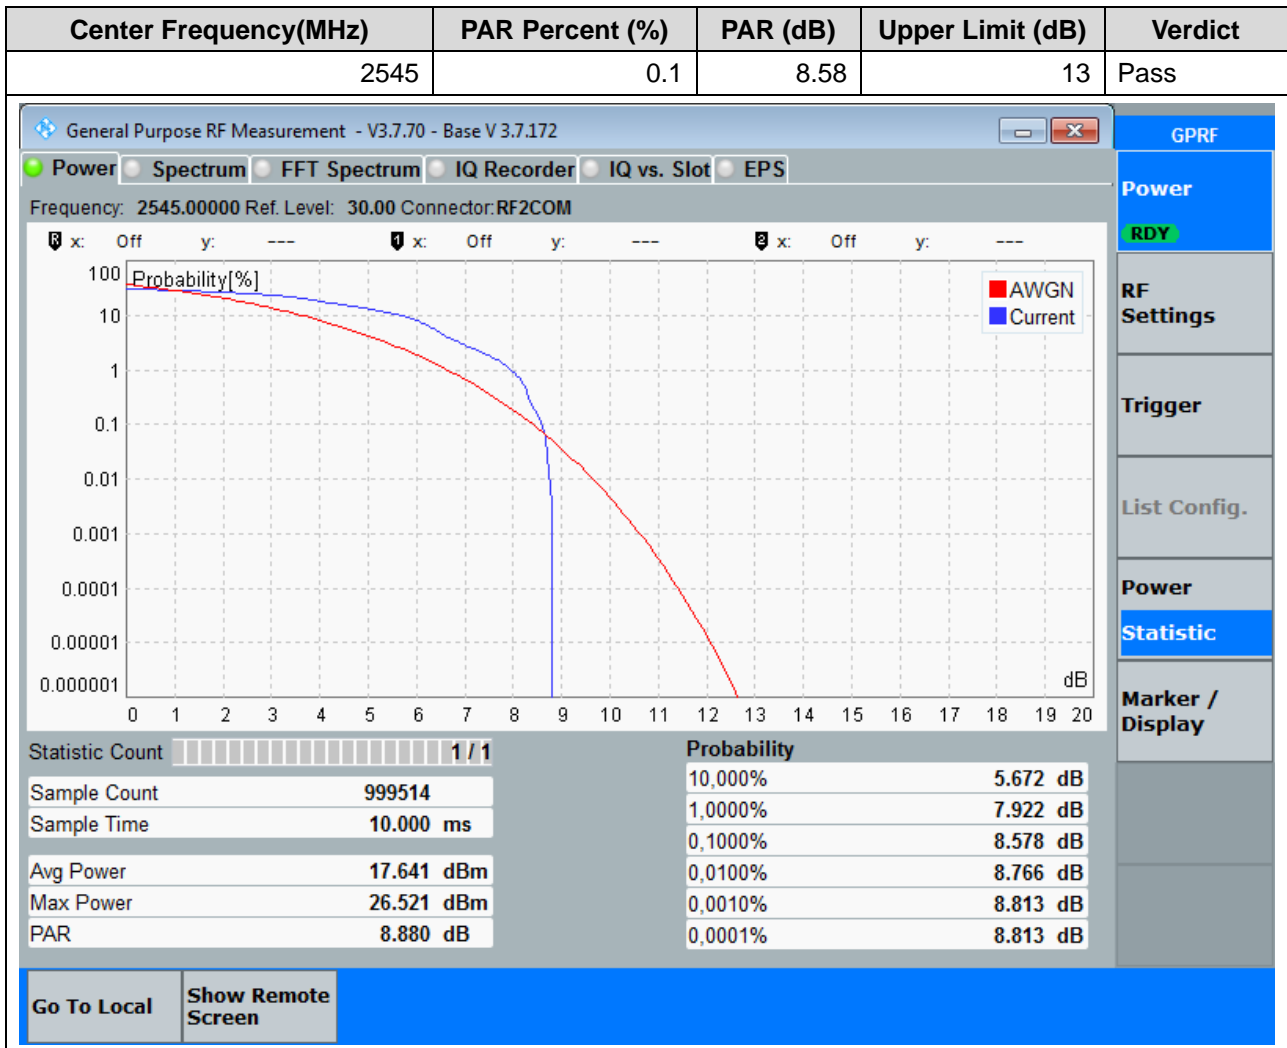 Center Frequency(MHz) PAR Percent (%) PAR (dB) Upper Limit (dB) Verdict
2545 0.1 8.58 13 Pass
General Purpose RF Measurement - V3.7.70 - Base V 3.7.172
GPRF
Power Spectrum FFT Spectrum IQ Recorder IQ vs. Slot EPS
Frequency: 2545.00000 Ref. Level: 30.00 Connector: RF2COM
R x: Off y: --- 1 x: Off y: --- 2 x: Off y: ---
Probability[%]
AWGN
Current
100
10
1
0.1
0.01
0.001
0.0001
0.00001
0.000001
dB
0 1 2 3 4 5 6 7 8 9 10 11 12 13 14 15 16 17 18 19 20
Statistic Count 1 / 1
Sample Count 999514
Sample Time 10.000 ms
Avg Power 17.641 dBm
Max Power 26.521 dBm
PAR 8.880 dB
Probability
10,000% 5.672 dB
1,0000% 7.922 dB
0,1000% 8.578 dB
0,0100% 8.766 dB
0,0010% 8.813 dB
0,0001% 8.813 dB
Power
RDY
RF
Settings
Trigger
List Config.
Power
Statistic
Marker /
Display
Go To Local
Show Remote
Screen